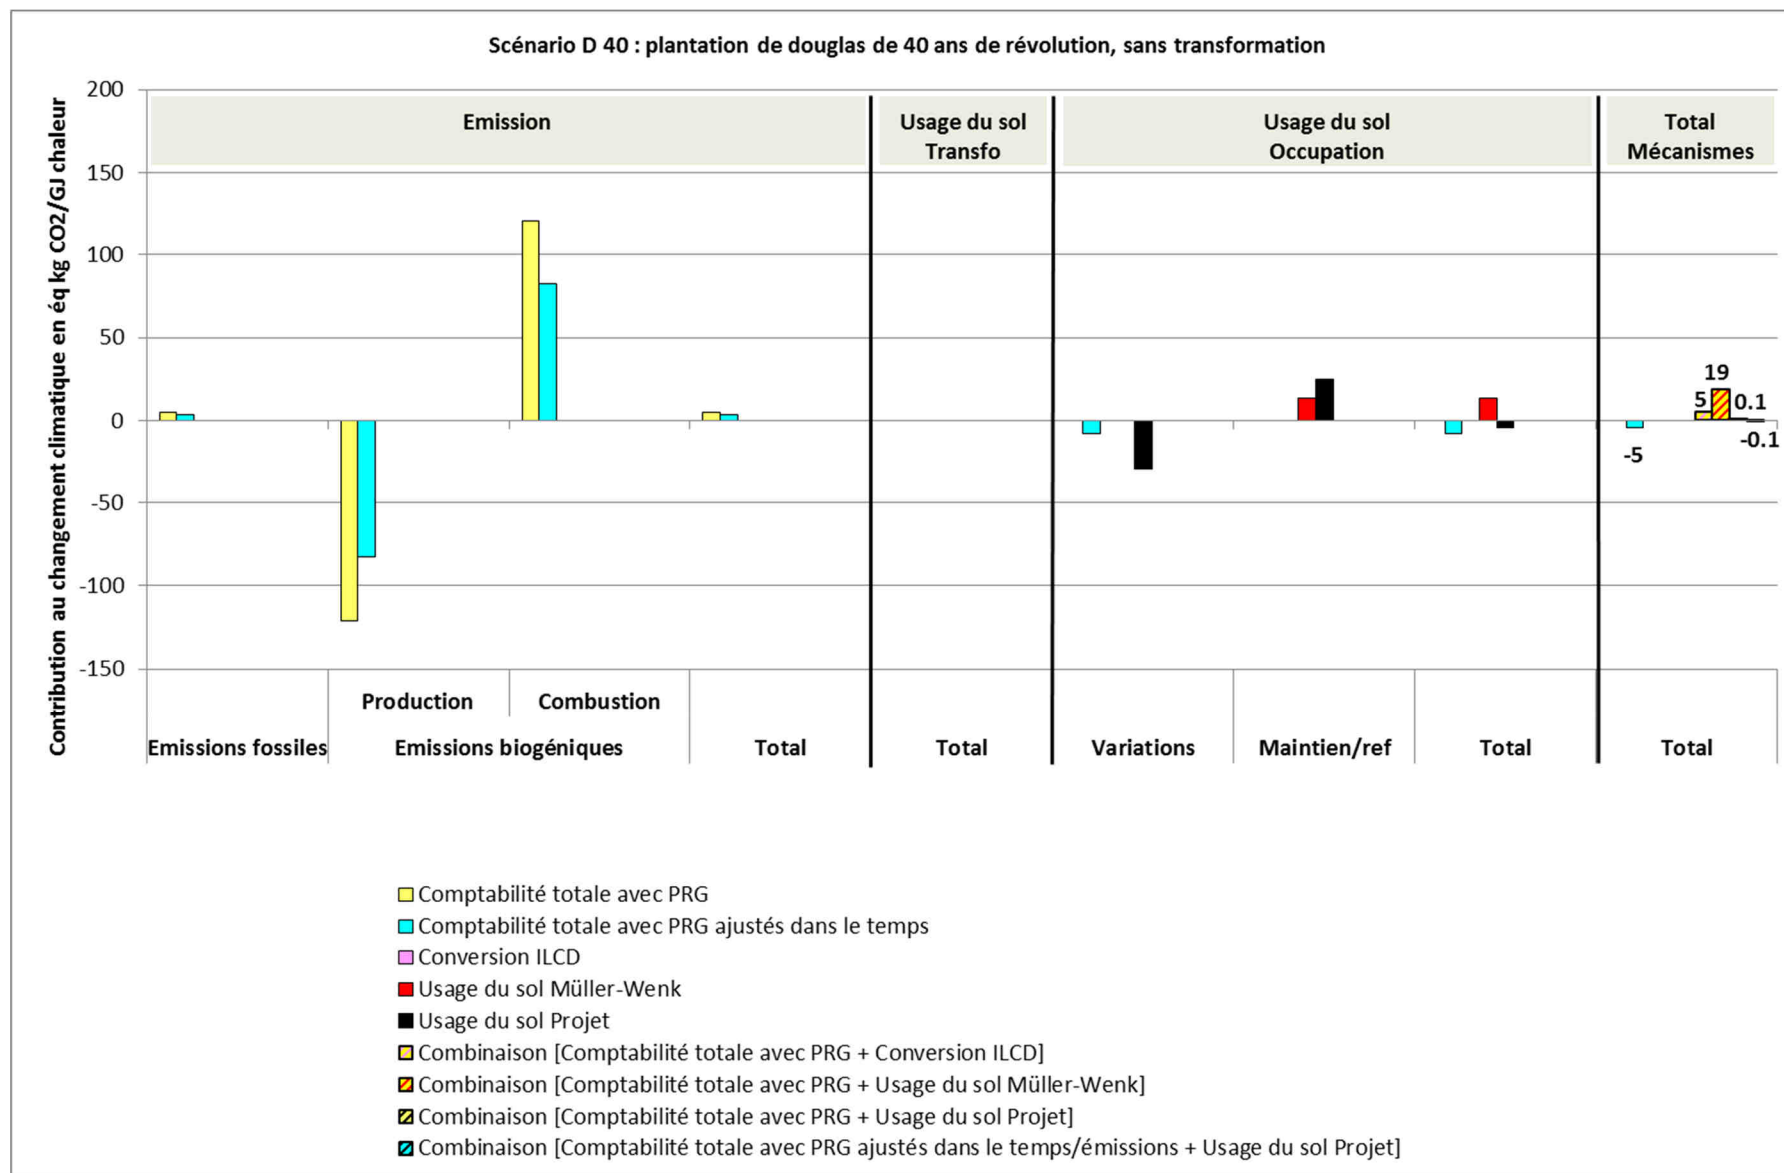 Scénario D 40 : plantation de douglas de 40 ans de révolution, sans transformation
Contribution au changement climatique en éq kg CO2/GJ chaleur
200
150
100
50
0
-50
-100
-150
Emission
Usage du sol
Transfo
Usage du sol
Occupation
Total
Mécanismes
19
5
0.1
-0.1
-5
Production
Combustion
Emissions fossiles
Emissions biogéniques
Total
Total
Variations
Maintien/ref
Total
Total
Comptabilité totale avec PRG
Comptabilité totale avec PRG ajustés dans le temps
Conversion ILCD
Usage du sol Müller-Wenk
Usage du sol Projet
Combinaison [Comptabilité totale avec PRG + Conversion ILCD]
Combinaison [Comptabilité totale avec PRG + Usage du sol Müller-Wenk]
Combinaison [Comptabilité totale avec PRG + Usage du sol Projet]
Combinaison [Comptabilité totale avec PRG ajustés dans le temps/émissions + Usage du sol Projet]